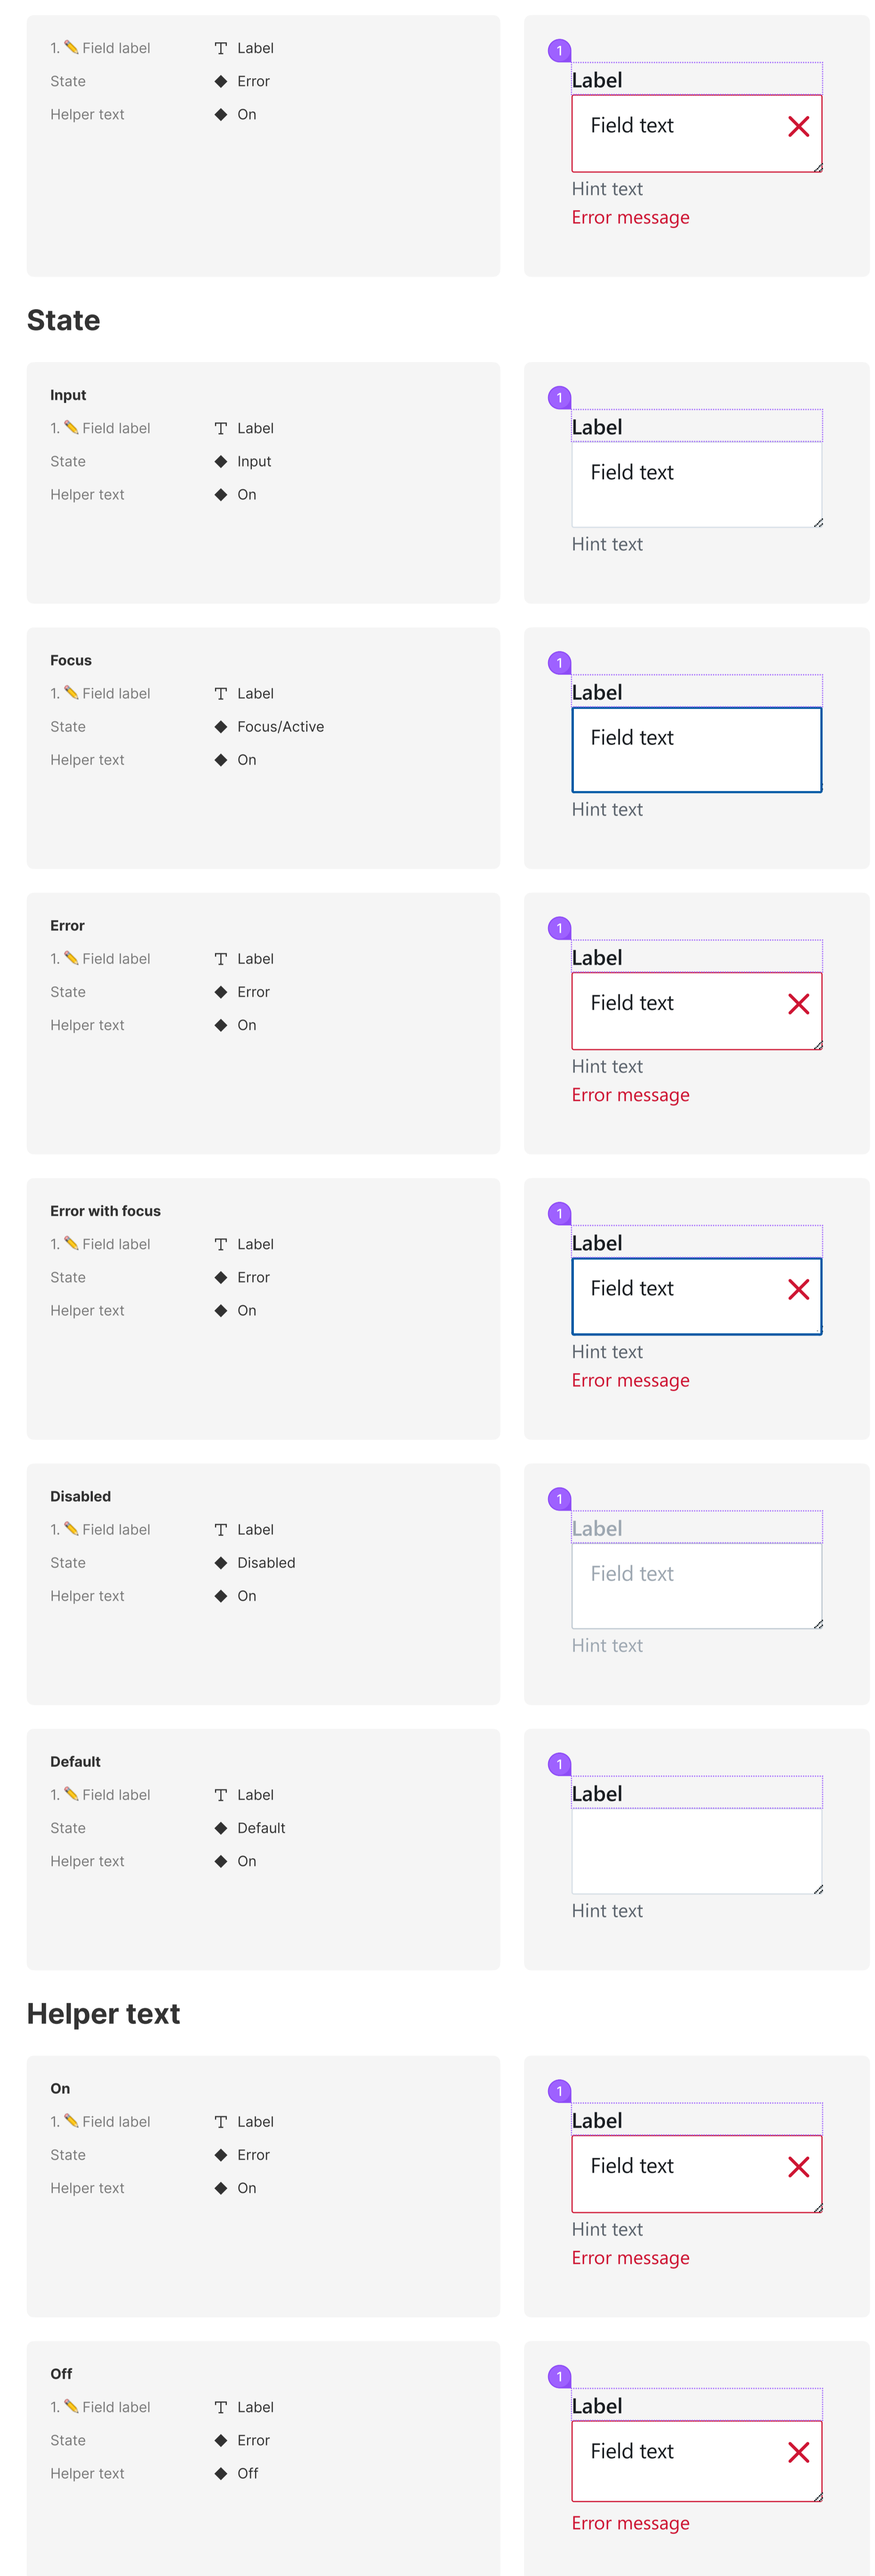 1. ✏️ Field label T Label
State ◆ Error
Helper text ◆ On
1
Label
Field text
Hint text
Error message
State
Input
1. ✏️ Field label T Label
State ◆ Input
Helper text ◆ On
1
Label
Field text
Hint text
Focus
1. ✏️ Field label T Label
State ◆ Focus/Active
Helper text ◆ On
1
Label
Field text
Hint text
Error
1. ✏️ Field label T Label
State ◆ Error
Helper text ◆ On
1
Label
Field text
Hint text
Error message
Error with focus
1. ✏️ Field label T Label
State ◆ Error
Helper text ◆ On
1
Label
Field text
Hint text
Error message
Disabled
1. ✏️ Field label T Label
State ◆ Disabled
Helper text ◆ On
1
Label
Field text
Hint text
Default
1. ✏️ Field label T Label
State ◆ Default
Helper text ◆ On
1
Label
Hint text
Helper text
On
1. ✏️ Field label T Label
State ◆ Error
Helper text ◆ On
1
Label
Field text
Hint text
Error message
Off
1. ✏️ Field label T Label
State ◆ Error
Helper text ◆ Off
1
Label
Field text
Error message